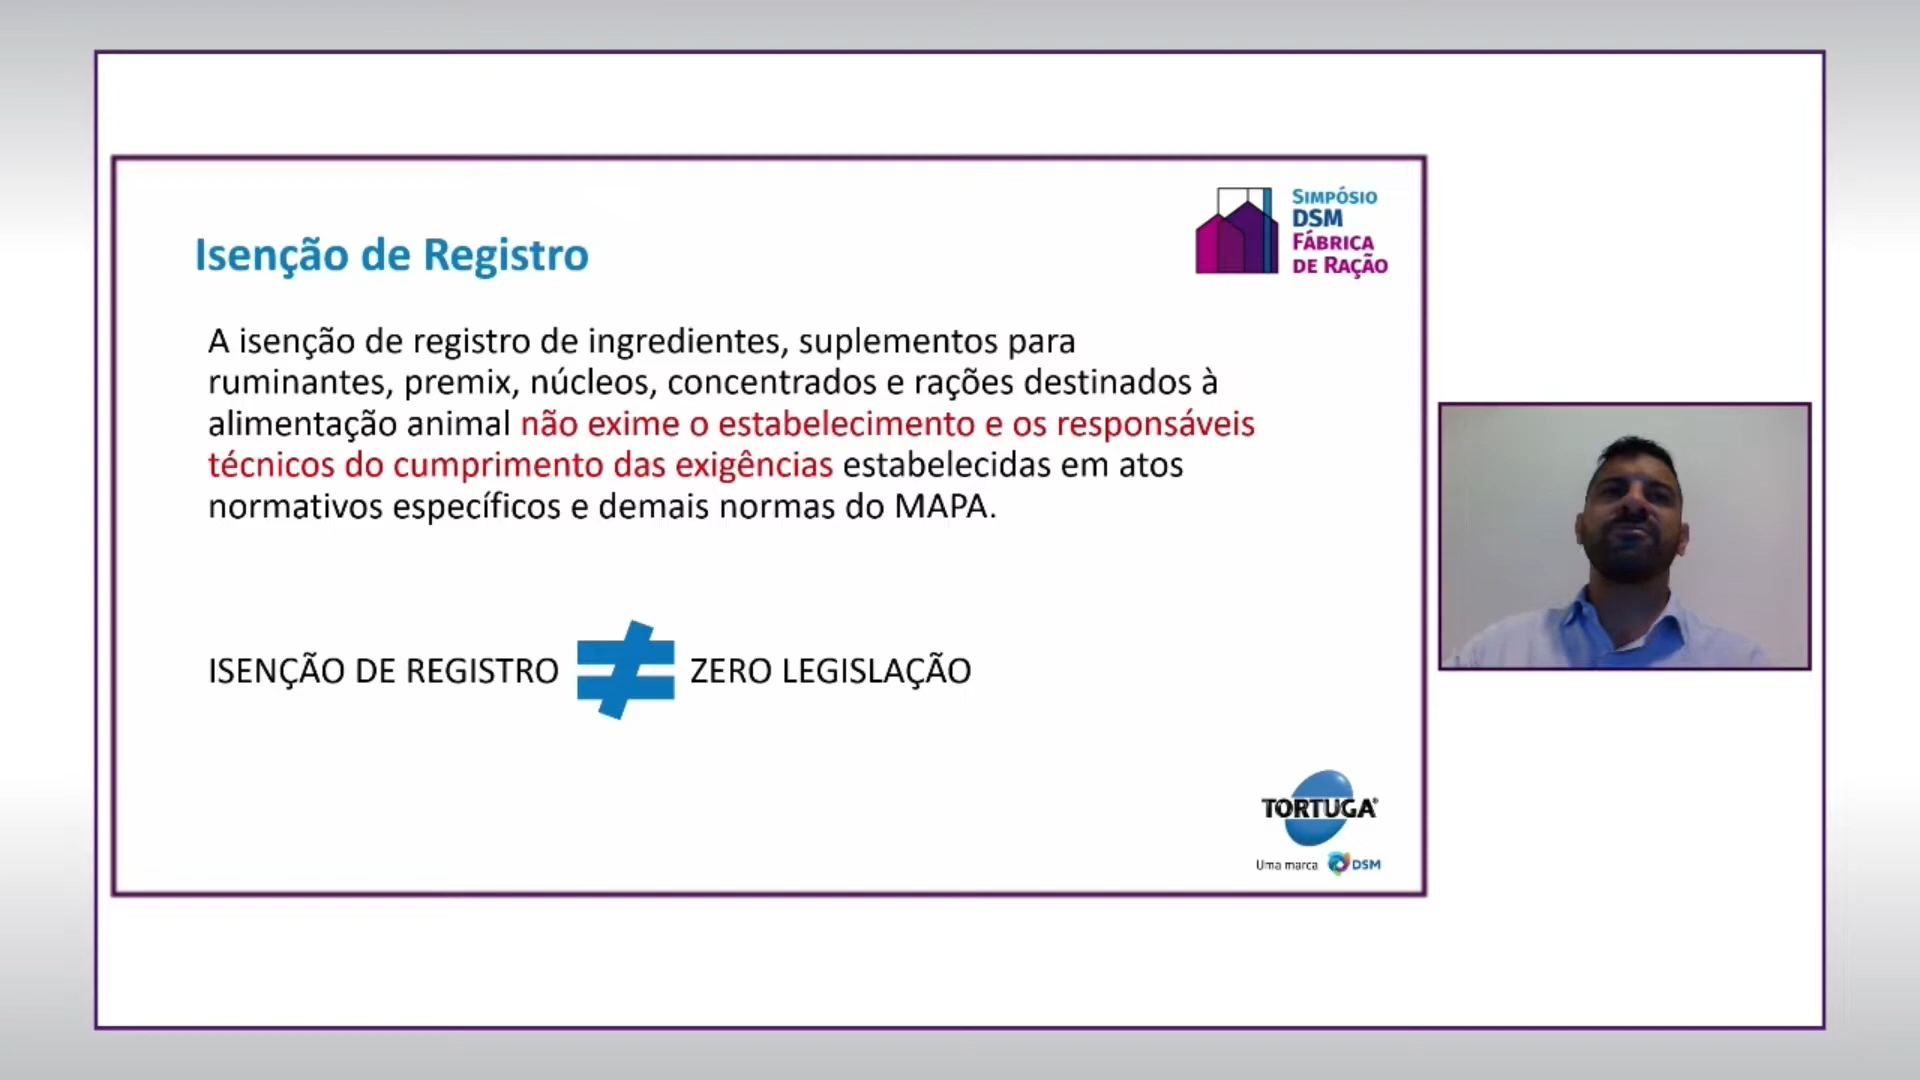 SIMPÓSIO
DSM
FÁBRICA
DE RAÇÃO
Isenção de Registro
A isenção de registro de ingredientes, suplementos para
ruminantes, premix, núcleos, concentrados e rações destinados à
alimentação animal não exime o estabelecimento e os responsáveis
técnicos do cumprimento das exigências estabelecidas em atos
normativos específicos e demais normas do MAPA.
ISENÇÃO DE REGISTRO ≠ ZERO LEGISLAÇÃO
TORTUGA®
Uma marca DSM